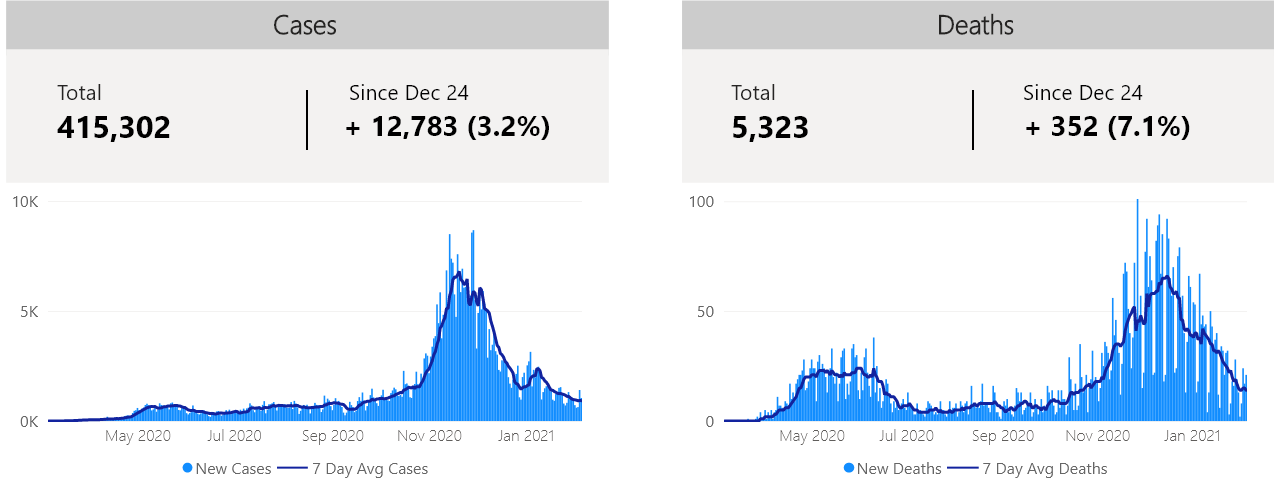 Cases
Total
415,302
Since Dec 24
+ 12,783 (3.2%)
10K
5K
0K
May 2020 Jul 2020 Sep 2020 Nov 2020 Jan 2021
New Cases 7 Day Avg Cases
Deaths
Total
5,323
Since Dec 24
+ 352 (7.1%)
100
50
0
May 2020 Jul 2020 Sep 2020 Nov 2020 Jan 2021
New Deaths 7 Day Avg Deaths